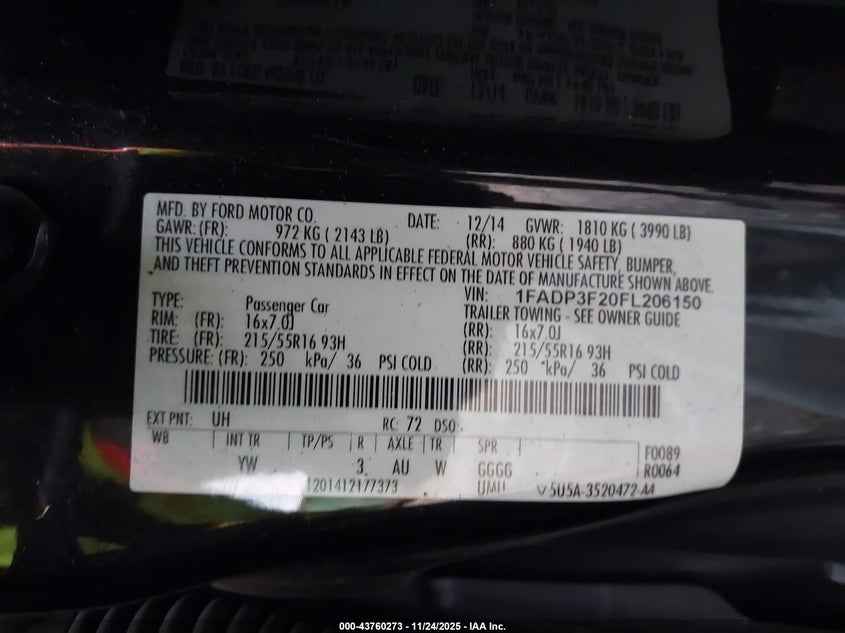 MFD. BY FORD MOTOR CO. DATE: 12/14 GVWR: 1810 KG ( 3990 LB)
GAWR: (FR): 972 KG ( 2143 LB) (RR): 880 KG ( 1940 LB)
THIS VEHICLE CONFORMS TO ALL APPLICABLE FEDERAL MOTOR VEHICLE SAFETY, BUMPER,
AND THEFT PREVENTION STANDARDS IN EFFECT ON THE DATE OF MANUFACTURE SHOWN ABOVE.
VIN: 1FADP3F20FL206150
TYPE: Passenger Car TRAILER TOWING - SEE OWNER GUIDE
RIM: (FR): 16x7.0J (RR): 16x7.0J
TIRE: (FR): 215/55R16 93H (RR): 215/55R16 93H
PRESSURE: (FR): 250 kPa/ 36 PSI COLD (RR): 250 kPa/ 36 PSI COLD
EXT PNT: UH RC: 72 DSO:
WB INT TR TP/PS R AXLE TR SPR F0089
YW 3 AU W GGGG R0064
1201412177373 UMII 5U5A-3520472-AA
000-43760273 - 11/24/2025 - IAA Inc.